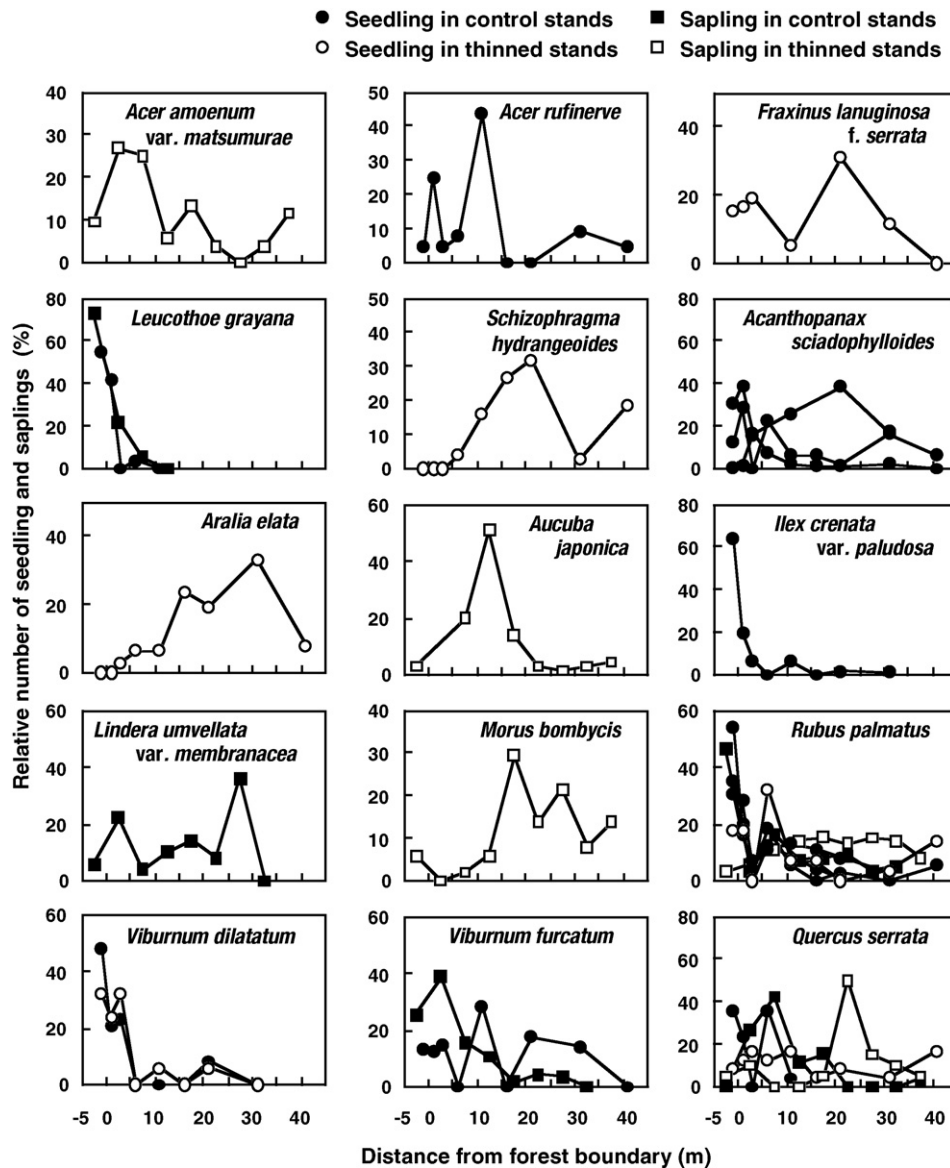 Seedling in control stands
Sapling in control stands
Seedling in thinned stands
Sapling in thinned stands
Relative number of seedling and saplings (%)
40
30
20
10
0
Acer amoenum
var. matsumurae
50
40
30
20
10
0
Acer rufinerve
40
20
0
Fraxinus lanuginosa
f. serrata
80
60
40
20
0
Leucothoe grayana
50
30
20
10
0
Schizophragma
hydrangeoides
60
40
20
0
Acanthopanax
sciadophylloides
40
20
0
Aralia elata
60
40
20
0
Aucuba
japonica
80
60
40
20
0
Ilex crenata
var. paludosa
60
40
20
0
Lindera umvellata
var. membranacea
40
30
20
10
0
Morus bombycis
60
40
20
0
Rubus palmatus
60
40
20
0
Viburnum dilatatum
60
40
20
0
Viburnum furcatum
80
60
40
20
0
Quercus serrata
-5 0 10 20 30 40
-5 0 10 20 30 40
-5 0 10 20 30 40
Distance from forest boundary (m)